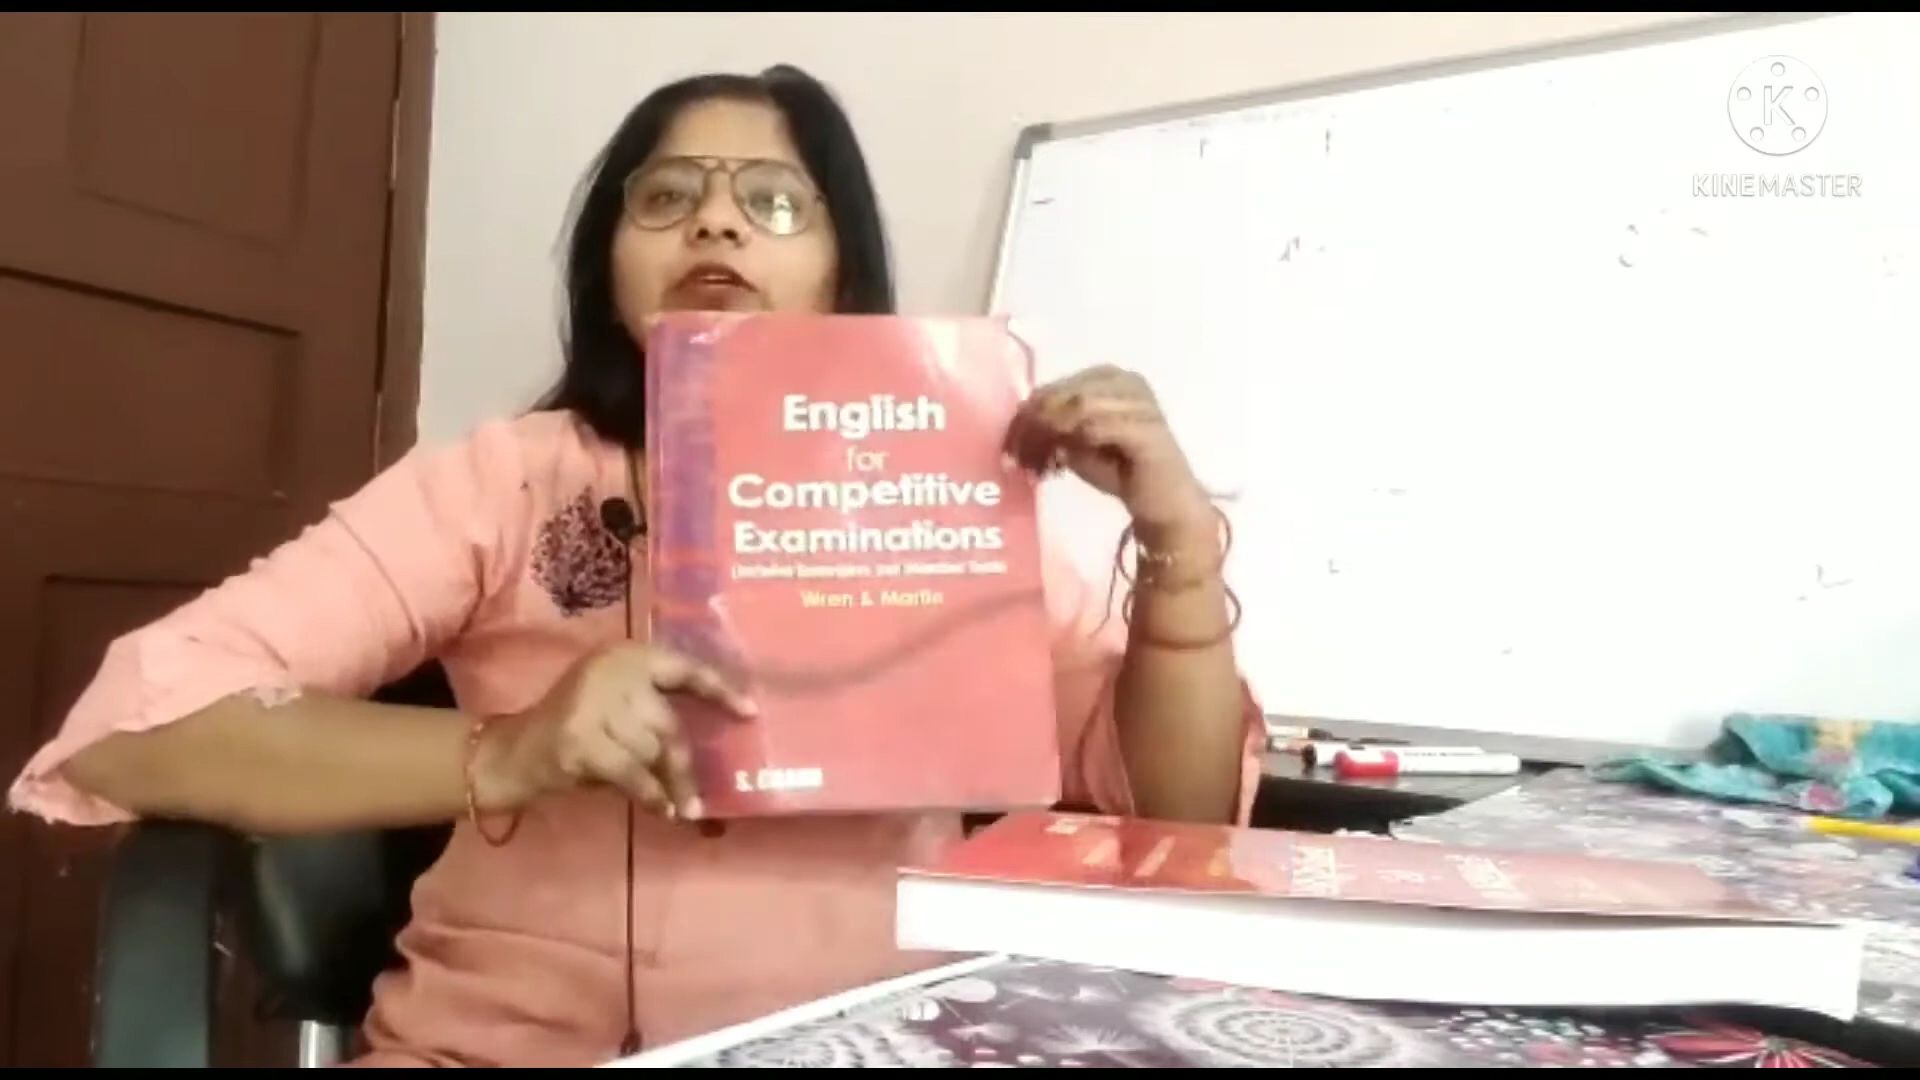 KINEMASTER
English
for
Competitive
Examinations
Wren & Martin
S. CHAND